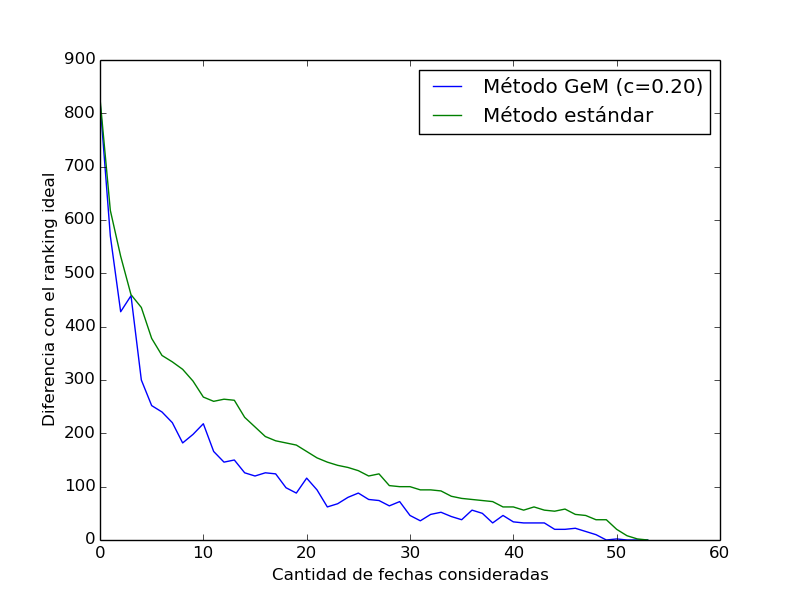 900
800
700
600
500
400
300
200
100
0
Diferencia con el ranking ideal
Método GeM (c=0.20)
Método estándar
0 10 20 30 40 50 60
Cantidad de fechas consideradas